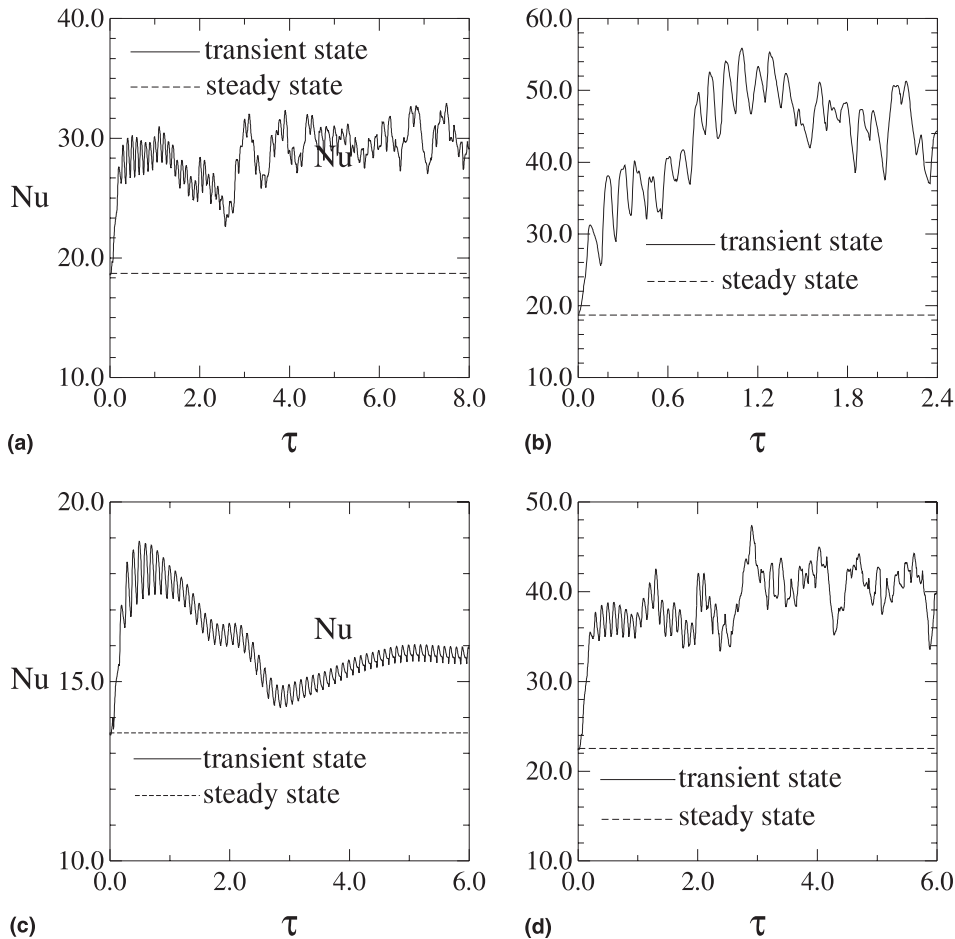 40.0
transient state
steady state
30.0
Nu
Nu
20.0
10.0
0.0 2.0 4.0 6.0 8.0
(a) τ
60.0
50.0
40.0
30.0
transient state
steady state
20.0
10.0
0.0 0.6 1.2 1.8 2.4
(b) τ
20.0
Nu
Nu
15.0
transient state
steady state
10.0
0.0 2.0 4.0 6.0
(c) τ
50.0
40.0
30.0
20.0
transient state
steady state
10.0
0.0 2.0 4.0 6.0
(d) τ